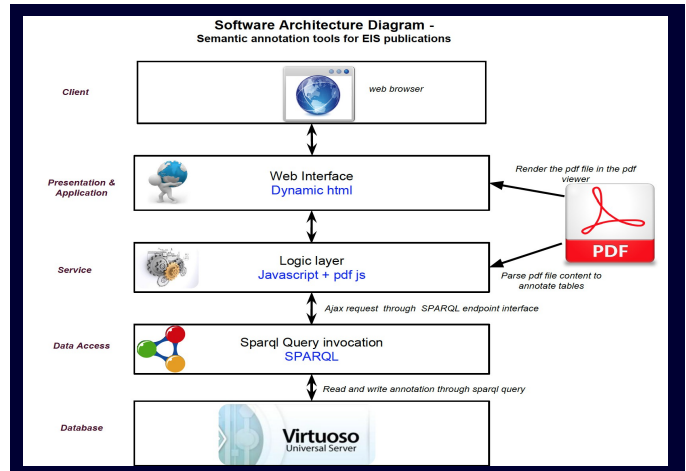 Software Architecture Diagram -
Semantic annotation tools for EIS publications
Client
web browser
Presentation &
Application
Web Interface
Dynamic html
Render the pdf file in the pdf
viewer
PDF
Service
Logic layer
Javascript + pdf js
Parse pdf file content to
annotate tables
Ajax request through SPARQL endpoint interface
Data Access
Sparql Query invocation
SPARQL
Read and write annotation through sparql query
Database
Virtuoso
Universal Server